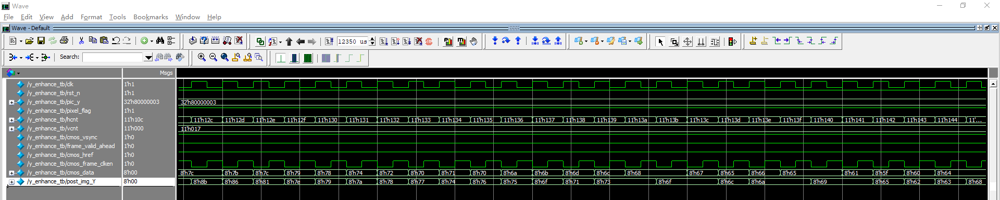 Wave
File Edit View Add Format Tools Bookmarks Window Help
Wave - Default
12350 us
Search:
Msgs
/y_enhance_tb/clk 1'h1
/y_enhance_tb/rst_n 1'h1
/y_enhance_tb/pic_y 32'h80000003 32'h80000003
/y_enhance_tb/pixel_flag 1'h1
/y_enhance_tb/hcnt 11'h10c 11'h12c 11'h12d 11'h12e 11'h12f 11'h130 11'h131 11'h132 11'h133 11'h134 11'h135 11'h136 11'h137 11'h138 11'h139 11'h13a 11'h13b 11'h13c 11'h13d 11'h13e 11'h13f 11'h140 11'h141 11'h142 11'h143 11'h144 11'...
/y_enhance_tb/vcnt 11'h000 11'h017
/y_enhance_tb/cmos_vsync 1'h0
/y_enhance_tb/frame_valid_ahead 1'h0
/y_enhance_tb/cmos_href 1'h0
/y_enhance_tb/cmos_frame_clken 1'h0
/y_enhance_tb/cmos_data 8'h00 8'h7c 8'h7b 8'h7c 8'h79 8'h78 8'h74 8'h72 8'h70 8'h71 8'h70 8'h6a 8'h6b 8'h6d 8'h6c 8'h68 8'h67 8'h65 8'h66 8'h65 8'h61 8'h5f 8'h60 8'h64
/y_enhance_tb/post_img_Y 8'h00 8'h8b 8'h86 8'h81 8'h7e 8'h79 8'h7a 8'h78 8'h77 8'h74 8'h76 8'h75 8'h6f 8'h71 8'h73 8'h6f 8'h6c 8'h6a 8'h69 8'h65 8'h62 8'h63 8'h68